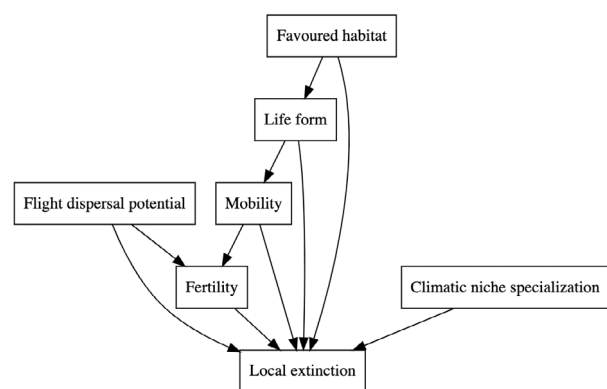 Favoured habitat
Life form
Flight dispersal potential
Mobility
Fertility
Climatic niche specialization
Local extinction